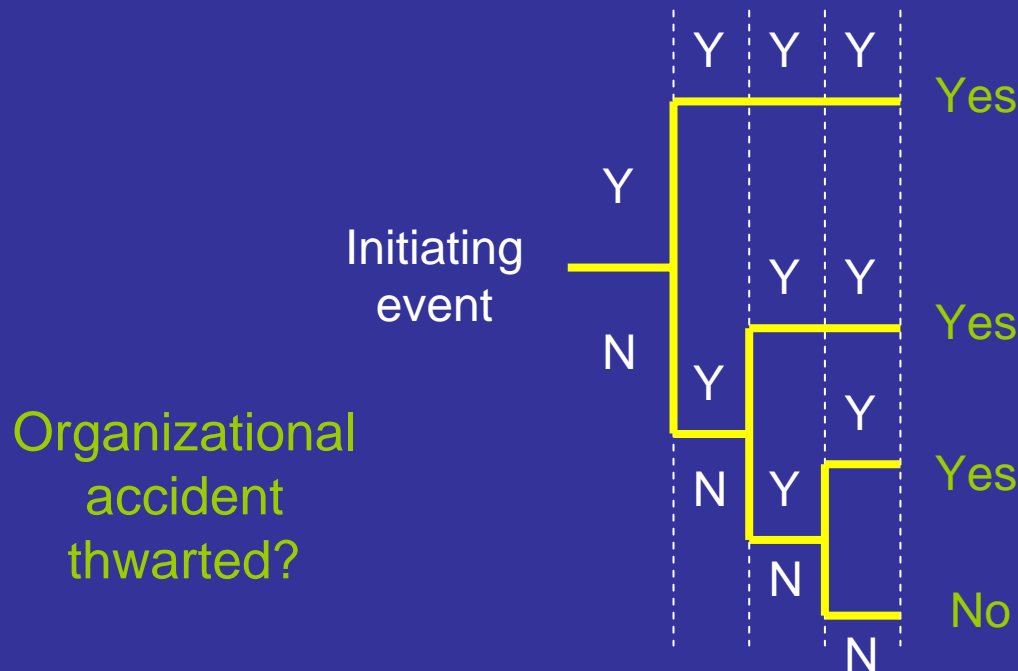 Y Y Y
Yes
Y
Initiating
event
Y Y
Yes
N
Y
Y
Organizational
accident
thwarted?
N Y
Yes
N
No
N